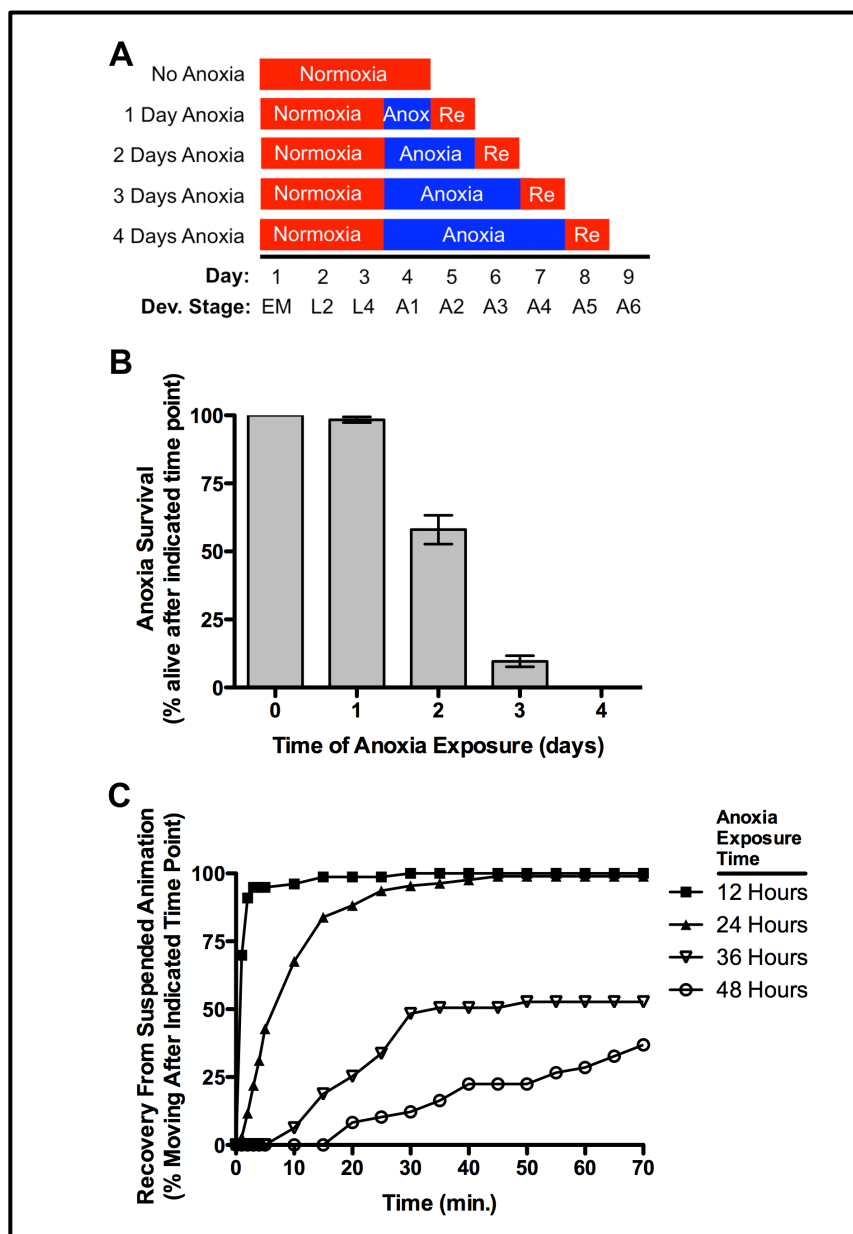 A
No Anoxia Normoxia
1 Day Anoxia Normoxia Anox Re
2 Days Anoxia Normoxia Anoxia Re
3 Days Anoxia Normoxia Anoxia Re
4 Days Anoxia Normoxia Anoxia Re
Day: 1 2 3 4 5 6 7 8 9
Dev. Stage: EM L2 L4 A1 A2 A3 A4 A5 A6
B
Anoxia Survival
(% alive after indicated time point)
100
75
50
25
0
0 1 2 3 4
Time of Anoxia Exposure (days)
C
Recovery From Suspended Animation
(% Moving After Indicated Time Point)
100
75
50
25
0
0 10 20 30 40 50 60 70
Time (min.)
Anoxia
Exposure
Time
12 Hours
24 Hours
36 Hours
48 Hours